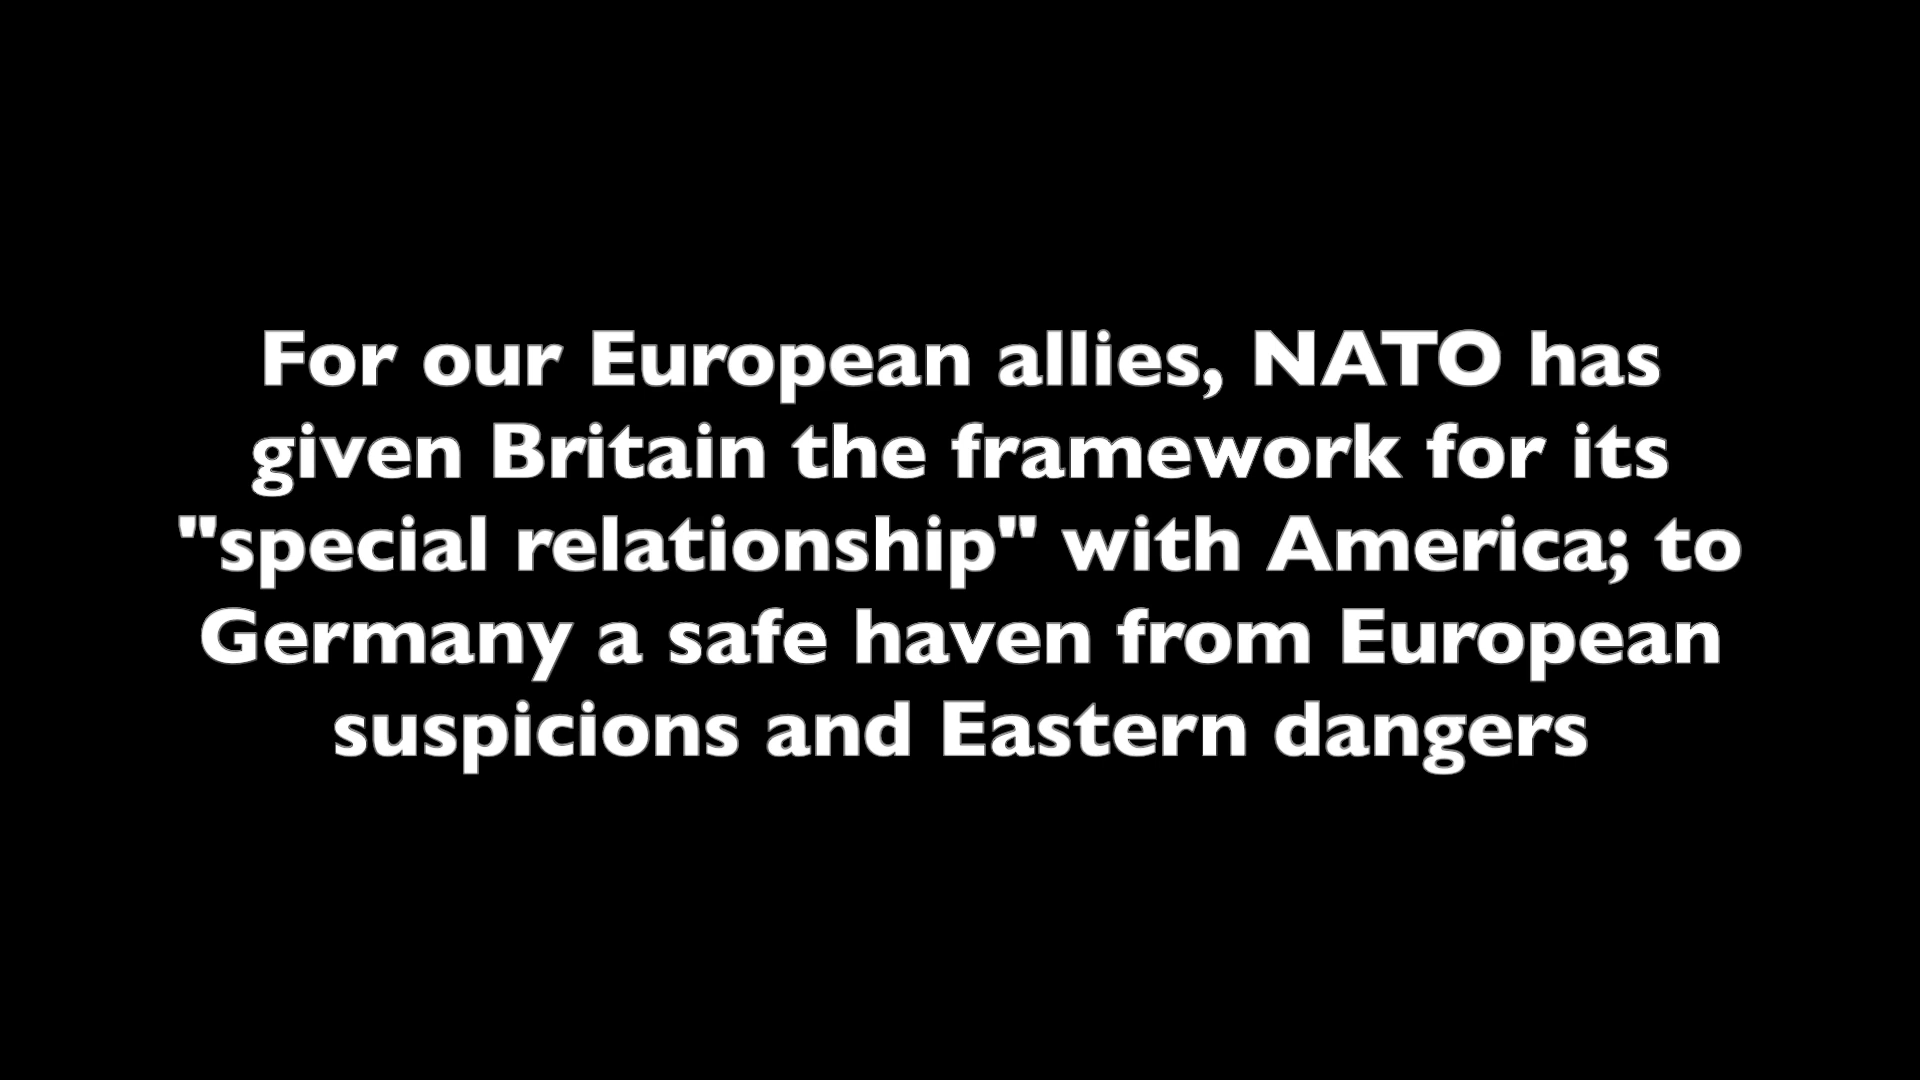 For our European allies, NATO has
given Britain the framework for its
"special relationship" with America; to
Germany a safe haven from European
suspicions and Eastern dangers